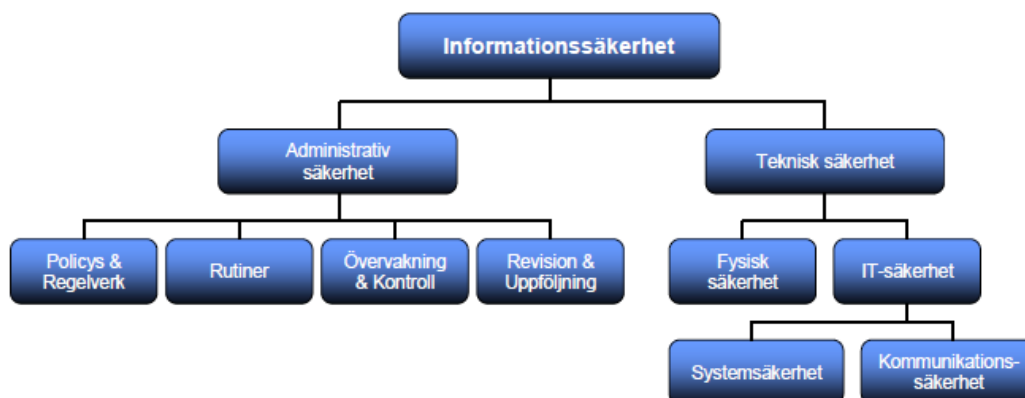 Informationssäkerhet
Administrativ
säkerhet
Teknisk säkerhet
Policys &
Regelverk
Rutiner
Övervakning
& Kontroll
Revision &
Uppföljning
Fysisk
säkerhet
IT-säkerhet
Systemsäkerhet
Kommunikations-
säkerhet